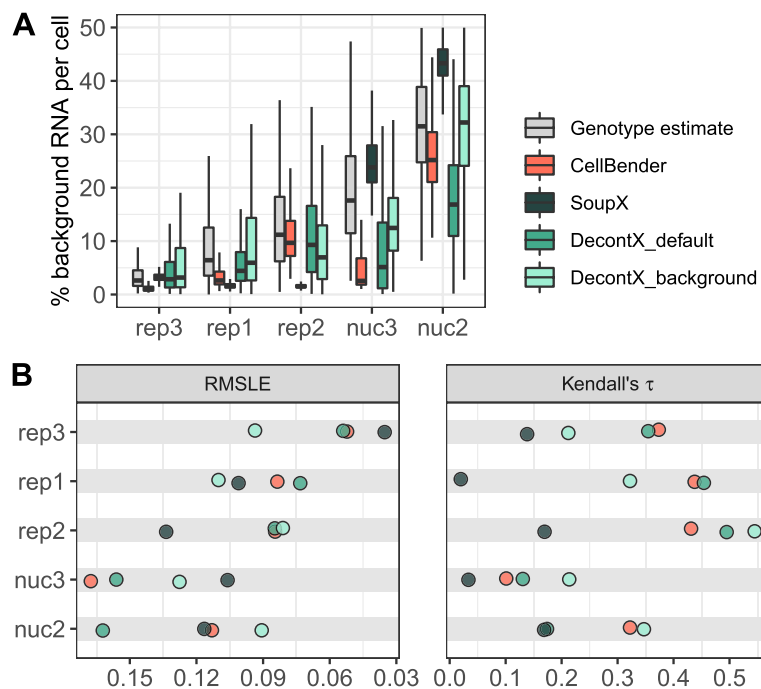 A
% background RNA per cell
50
40
30
20
10
0
rep3 rep1 rep2 nuc3 nuc2
Genotype estimate
CellBender
SoupX
DecontX_default
DecontX_background
B
RMSLE
Kendall's τ
rep3
rep1
rep2
nuc3
nuc2
0.15 0.12 0.09 0.06 0.03
0.0 0.1 0.2 0.3 0.4 0.5